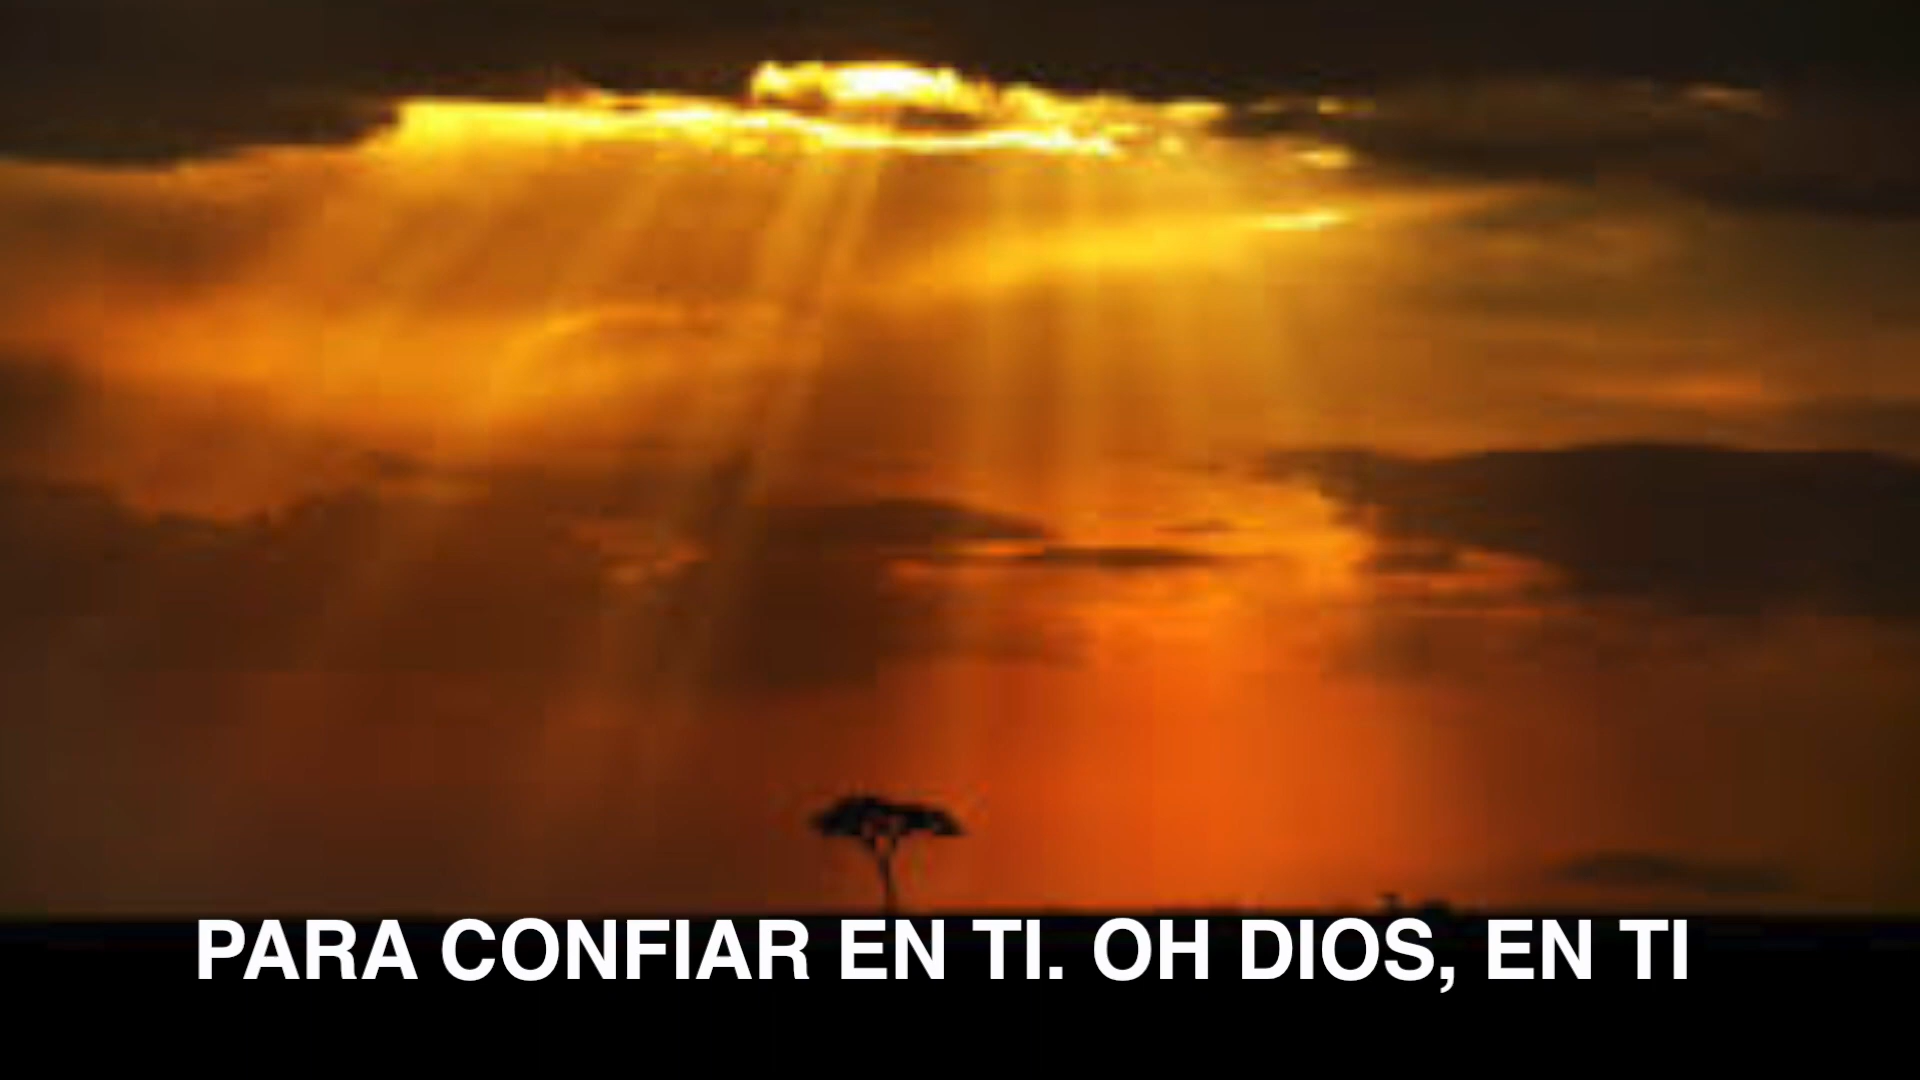 PARA CONFIAR EN TI. OH DIOS, EN TI